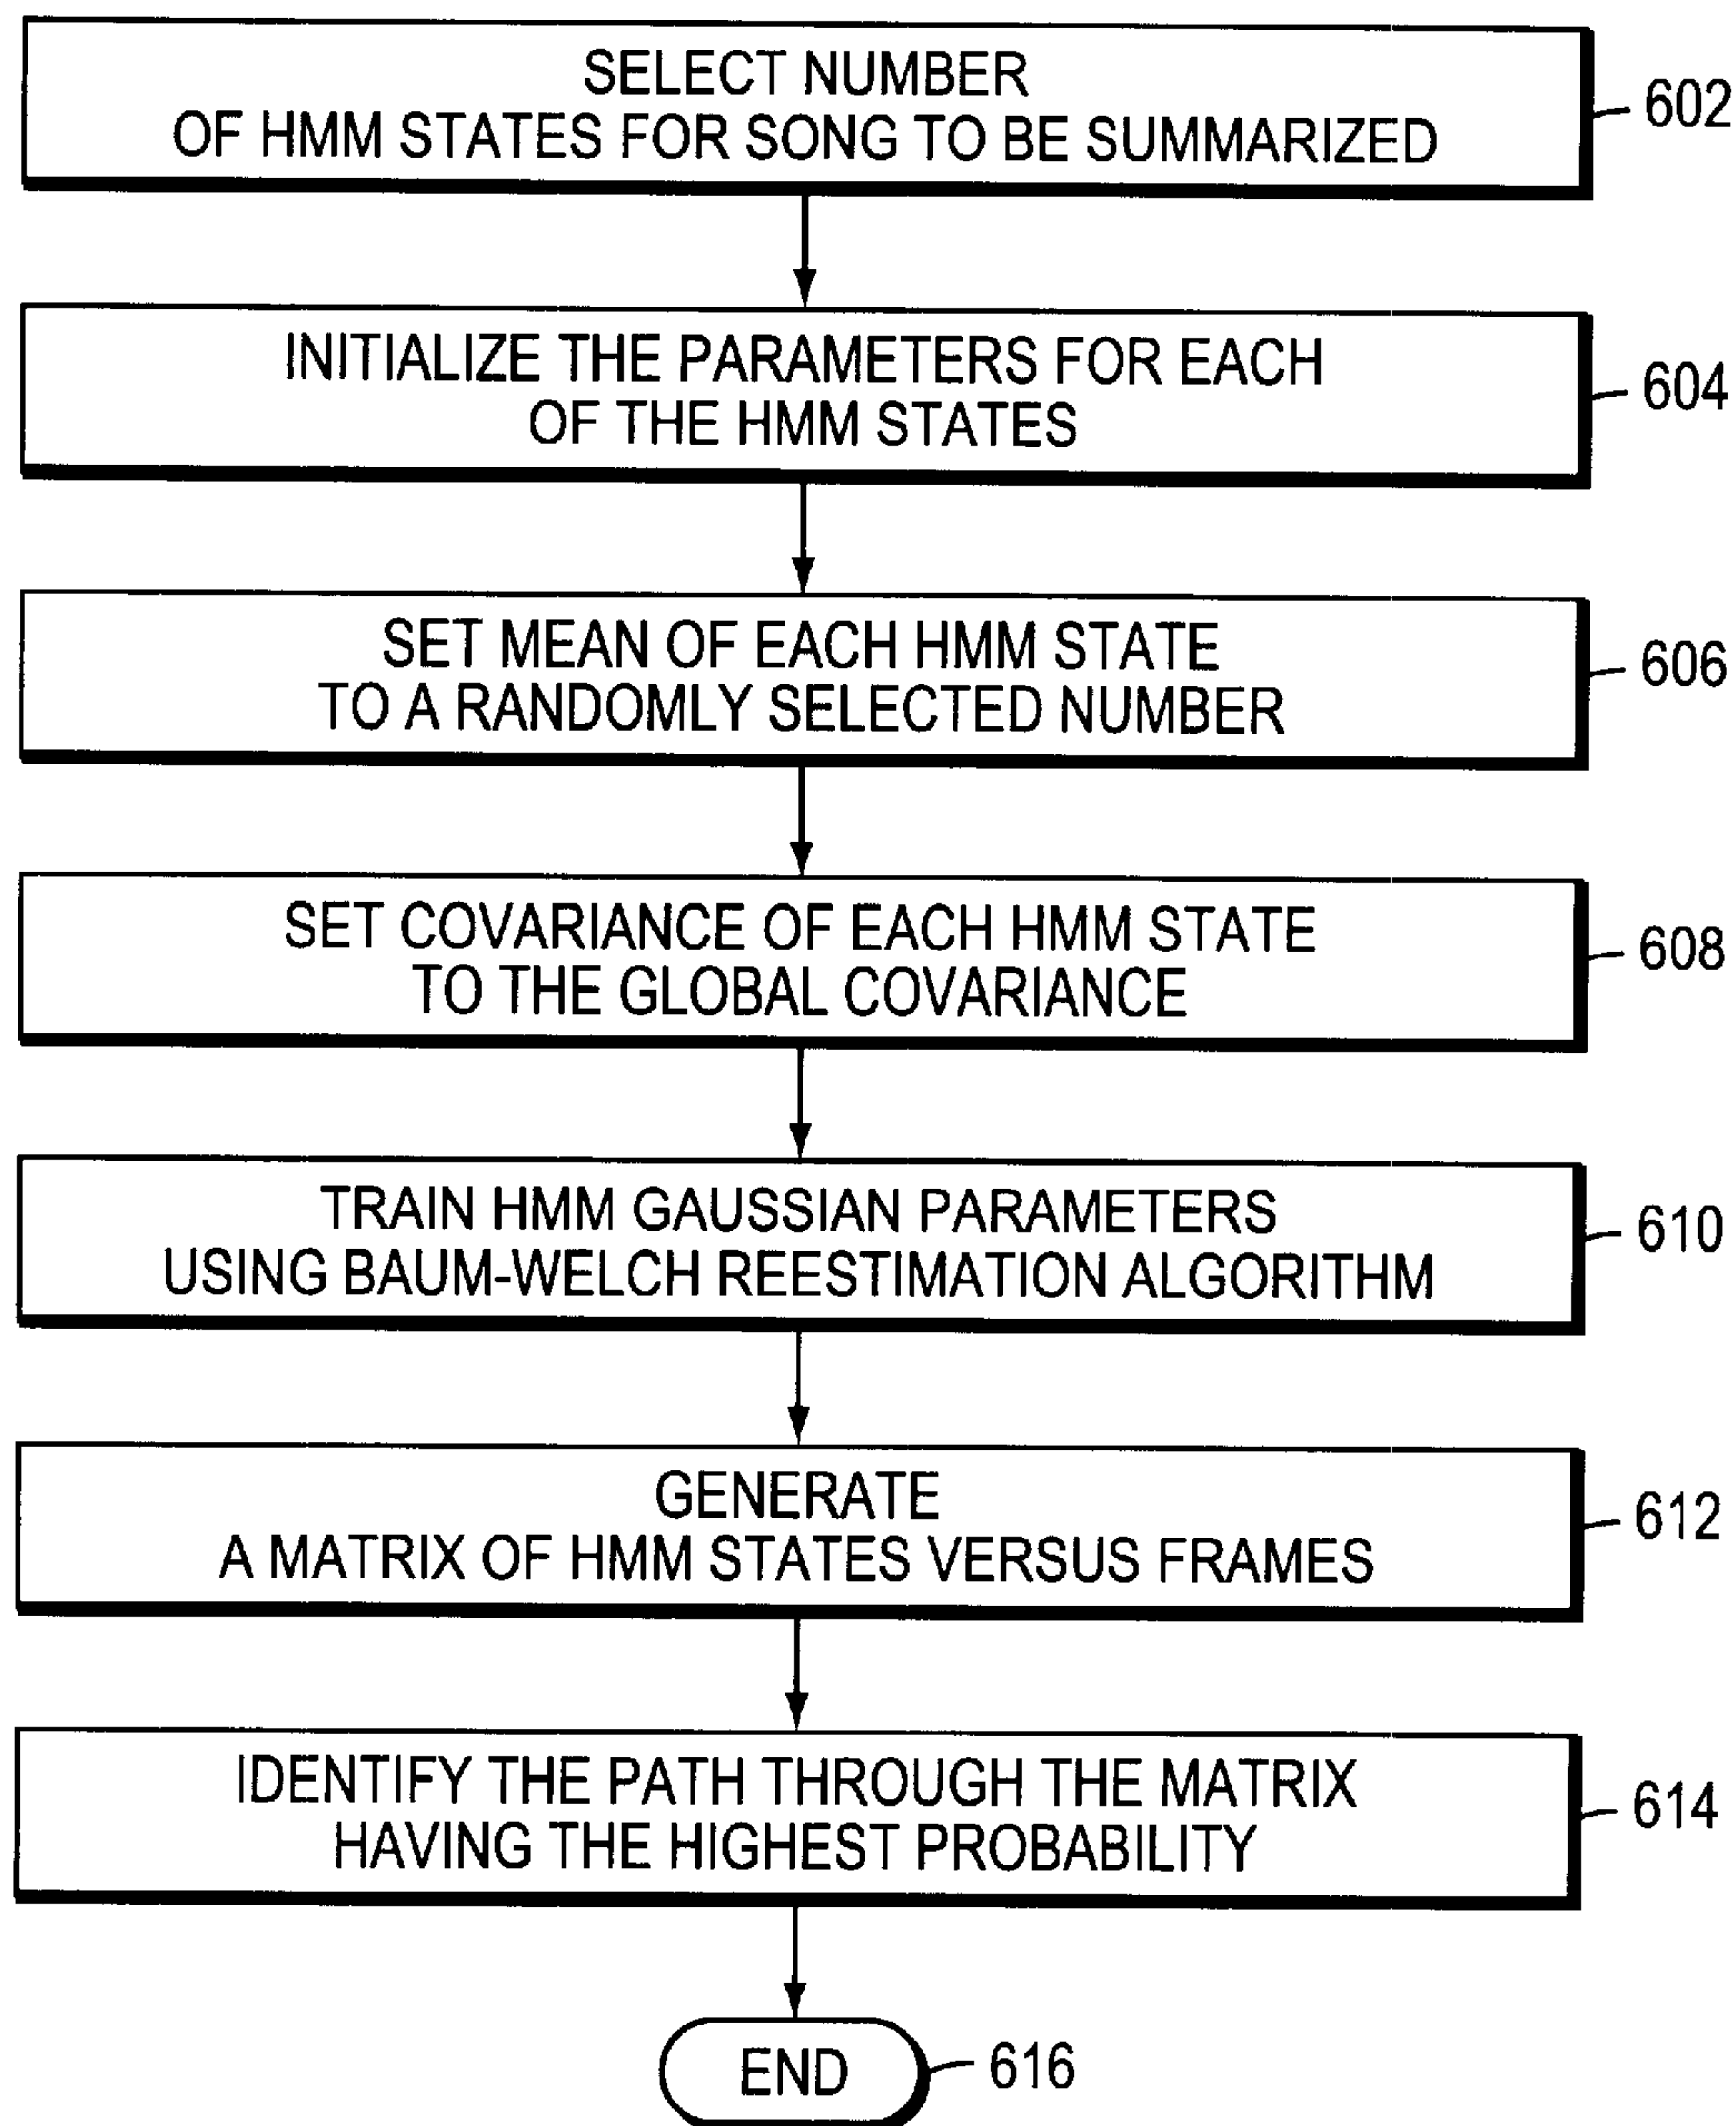 SELECT NUMBER
OF HMM STATES FOR SONG TO BE SUMMARIZED
602
INITIALIZE THE PARAMETERS FOR EACH
OF THE HMM STATES
604
SET MEAN OF EACH HMM STATE
TO A RANDOMLY SELECTED NUMBER
606
SET COVARIANCE OF EACH HMM STATE
TO THE GLOBAL COVARIANCE
608
TRAIN HMM GAUSSIAN PARAMETERS
USING BAUM-WELCH REESTIMATION ALGORITHM
610
GENERATE
A MATRIX OF HMM STATES VERSUS FRAMES
612
IDENTIFY THE PATH THROUGH THE MATRIX
HAVING THE HIGHEST PROBABILITY
614
END
616